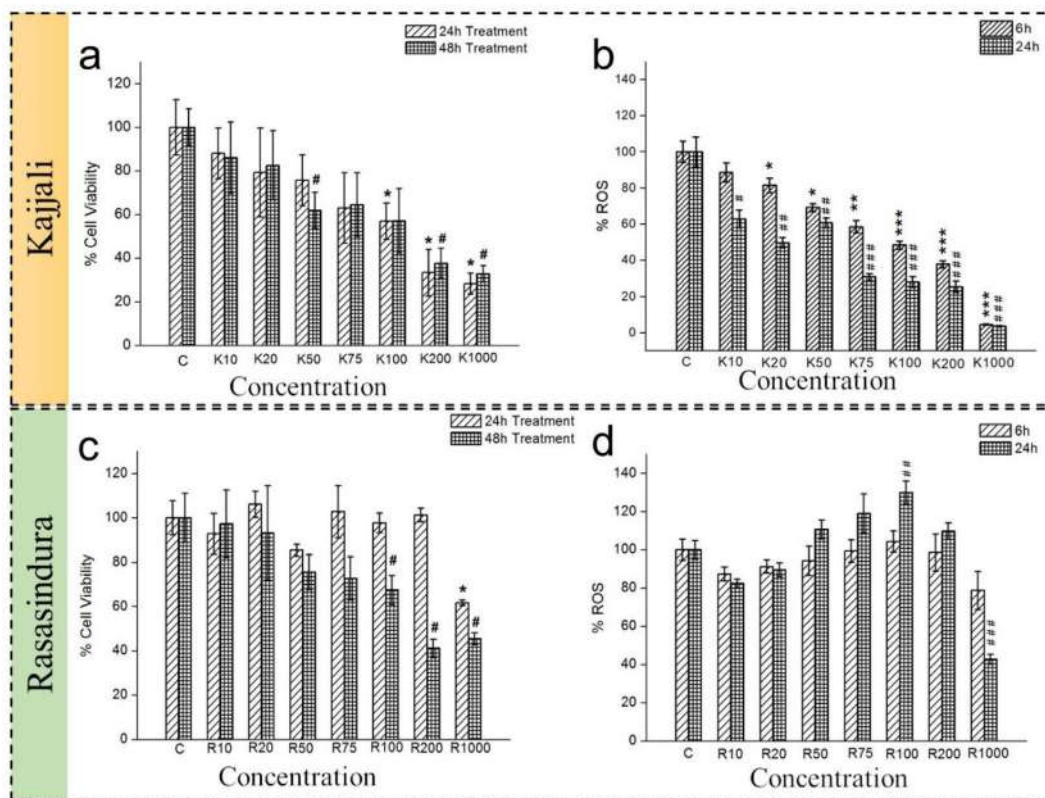 Kajjali
a
24h Treatment
48h Treatment
% Cell Viability
120
100
80
60
40
20
0
#
*
*
#
*
#
C K10 K20 K50 K75 K100 K200 K1000
Concentration
b
6h
24h
% ROS
140
120
100
80
60
40
20
0
#
*
##
*
##
**
###
***
###
***
###
***
###
C K10 K20 K50 K75 K100 K200 K1000
Concentration
Rasasindura
c
24h Treatment
48h Treatment
% Cell Viability
120
100
80
60
40
20
0
#
#
*
#
C R10 R20 R50 R75 R100 R200 R1000
Concentration
d
6h
24h
% ROS
140
120
100
80
60
40
20
0
##
###
C R10 R20 R50 R75 R100 R200 R1000
Concentration